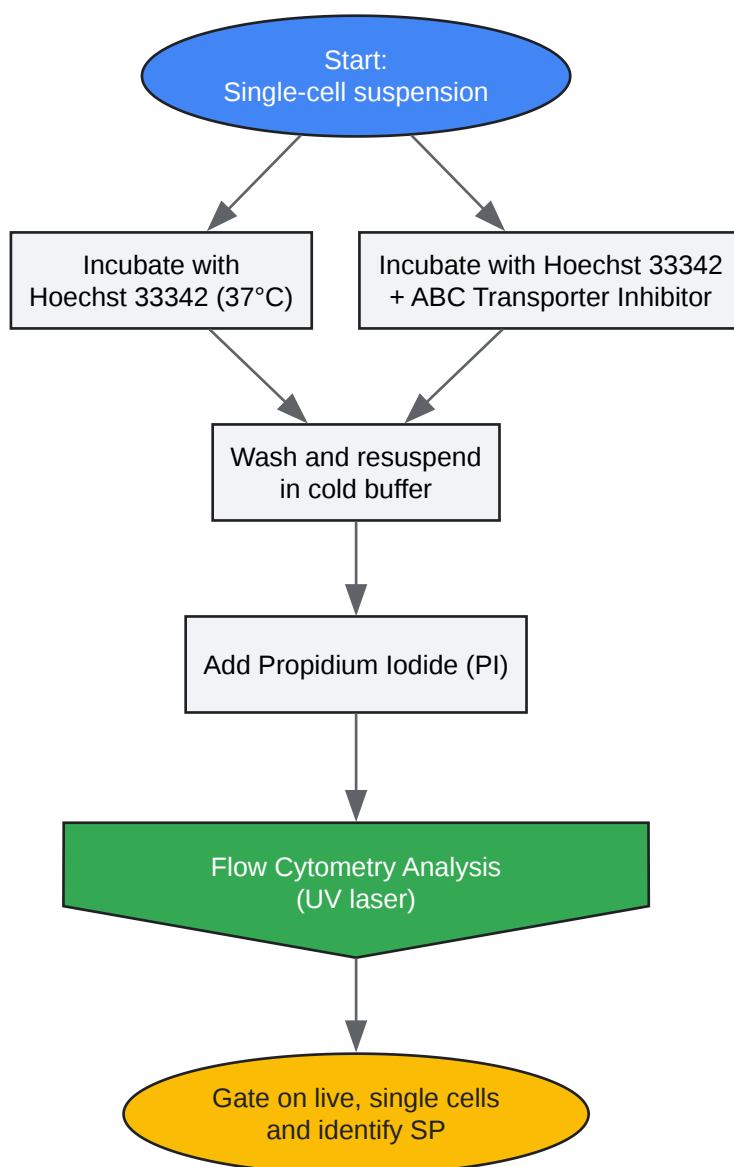 Start:
Single-cell suspension
Incubate with
Hoechst 33342 (37°C)
Incubate with Hoechst 33342
+ ABC Transporter Inhibitor
Wash and resuspend
in cold buffer
Add Propidium Iodide (PI)
Flow Cytometry Analysis
(UV laser)
Gate on live, single cells
and identify SP